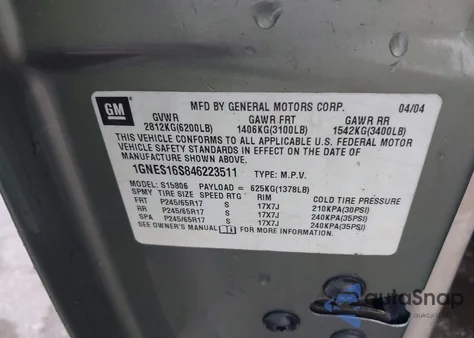 GM
MFD BY GENERAL MOTORS CORP. 04/04
GVWR GAWR FRT GAWR RR
2812KG(6200LB) 1406KG(3100LB) 1542KG(3400LB)
THIS VEHICLE CONFORMS TO ALL APPLICABLE U.S. FEDERAL MOTOR
VEHICLE SAFETY STANDARDS IN EFFECT ON THE DATE OF
MANUFACTURE SHOWN ABOVE.
1GNES16S846223511 TYPE: M.P.V.
MODEL: S15806 PAYLOAD = 625KG(1378LB)
SPMY TIRE SIZE SPEED RTG RIM COLD TIRE PRESSURE
FRT P245/65R17 S 17X7J 210KPA(30PSI)
RR P245/65R17 S 17X7J 240KPA(35PSI)
SPA P245/65R17 S 17X7J 240KPA(35PSI)
SEE OWNER'S MANUAL FOR MORE INFORMATION.
autoSnap